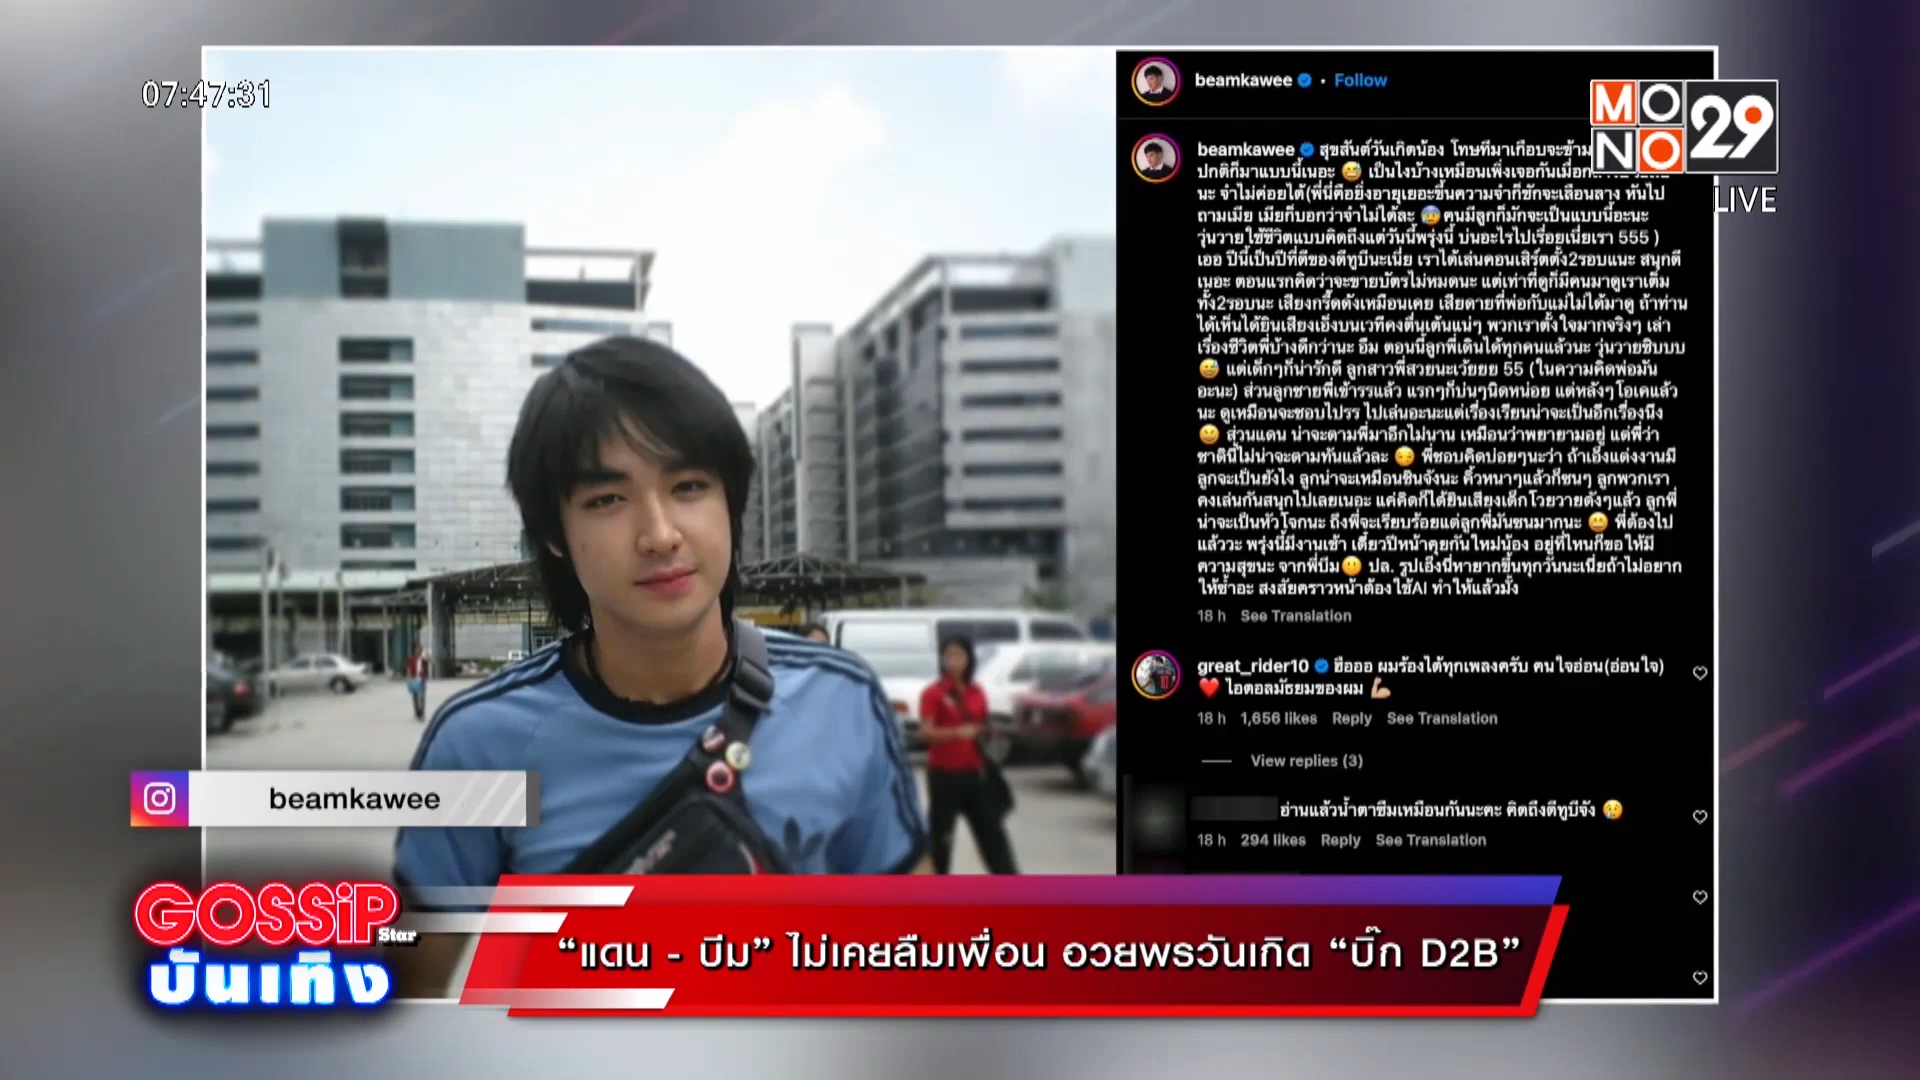 07:47:31
beamkawee • Follow
MONO 29
LIVE
beamkawee สุขสันต์วันเกิดน้อง โทษทีมาเกือบจะข้าม
ปกติก็มาแบบนี้เนอะ 😅 เป็นไงบ้างเหมือนเพิ่งเจอกันเมื่อ
นะ จำไม่ค่อยได้(พี่นี่คือยิ่งอายุเยอะขึ้นความจำก็ชักจะเลือนลาง หันไป
ถามเมีย เมียก็บอกว่าจำไม่ได้ละ 😰 คนมีลูกก็มักจะเป็นแบบนี้อะนะ
วุ่นวายใช้ชีวิตแบบคิดถึงแต่วันนี้พรุ่งนี้ บ่นอะไรไปเรื่อยเนี่ยเรา 555 )
เออ ปีนี้เป็นปีที่ดีของดีทูบีนะเนี่ย เราได้เล่นคอนเสิร์ตตั้ง2รอบแนะ สนุกดี
เนอะ ตอนแรกคิดว่าจะขายบัตรไม่หมดนะ แต่เท่าที่ดูก็มีคนมาดูเราเต็ม
ทั้ง2รอบนะ เสียงกรี๊ดดังเหมือนเคย เสียดายที่พ่อกับแม่ไม่ได้มาดู ถ้าท่าน
ได้เห็นได้ยินเสียงเอ็งบนเวทีคงตื่นเต้นแน่ๆ พวกเราตั้งใจมากจริงๆ เล่า
เรื่องชีวิตพี่บ้างดีกว่านะ อืม ตอนนี้ลูกพี่เดินได้ทุกคนแล้วนะ วุ่นวายชิบบบ
😅 แต่เด็กๆก็น่ารักดี ลูกสาวพี่สวยนะเว้ยยย 55 (ในความคิดพ่อมัน
อะนะ) ส่วนลูกชายพี่เข้ารรแล้ว แรกๆก็บ่นๆนิดหน่อย แต่หลังๆโอเคแล้ว
นะ ดูเหมือนจะชอบไปรร ไปเล่นอะนะแต่เรื่องเรียนน่าจะเป็นอีกเรื่องนึง
😆 ส่วนแดน น่าจะตามพี่มาอีกไม่นาน เหมือนว่าพยายามอยู่ แต่พี่ว่า
ชาตินี้ไม่น่าจะตามทันแล้วละ 😏 พี่ชอบคิดบ่อยๆนะว่า ถ้าเอ็งแต่งงานมี
ลูกจะเป็นยังไง ลูกน่าจะเหมือนชินจังนะ คิ้วหนาๆแล้วก็ซนๆ ลูกพวกเรา
คงเล่นกันสนุกไปเลยเนอะ แค่คิดก็ได้ยินเสียงเด็กโวยวายดังๆแล้ว ลูกพี่
น่าจะเป็นหัวโจกนะ ถึงพี่จะเรียบร้อยแต่ลูกพี่มันซนมากนะ 😄 พี่ต้องไป
แล้ววะ พรุ่งนี้มีงานเช้า เดี๋ยวปีหน้าคุยกันใหม่น้อง อยู่ที่ไหนก็ขอให้มี
ความสุขนะ จากพี่บีม🙂 ปล. รูปเอ็งนี่หายากขึ้นทุกวันนะเนี่ยถ้าไม่อยาก
ให้ซ้ำอะ สงสัยคราวหน้าต้องใช้AI ทำให้แล้วมั้ง
18 h See Translation
great_rider10 ฮือออ ผมร้องได้ทุกเพลงครับ คนใจอ่อน(อ่อนใจ)
❤️ ไอดอลมัธยมของผม 💪🏼
18 h 1,656 likes Reply See Translation
View replies (3)
อ่านแล้วน้ำตาซึมเหมือนกันนะคะ คิดถึงดีทูบีจัง 😢
18 h 294 likes Reply See Translation
beamkawee
GOSSiP Star
บันเทิง
“แดน - บีม” ไม่เคยลืมเพื่อน อวยพรวันเกิด “บิ๊ก D2B”